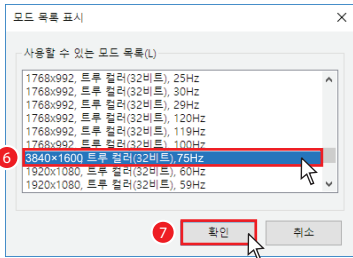 모드 목록 표시
사용할 수 있는 모드 목록(L)
1768x992, 트루 컬러(32비트), 25Hz
1768x992, 트루 컬러(32비트), 30Hz
1768x992, 트루 컬러(32비트), 29Hz
1768x992, 트루 컬러(32비트), 120Hz
1768x992, 트루 컬러(32비트), 119Hz
1768x992, 트루 컬러(32비트), 100Hz
6 3840×1600 트루 컬러(32비트),75Hz
1920x1080, 트루 컬러(32비트), 60Hz
1920x1080, 트루 컬러(32비트), 59Hz
7 확인 취소